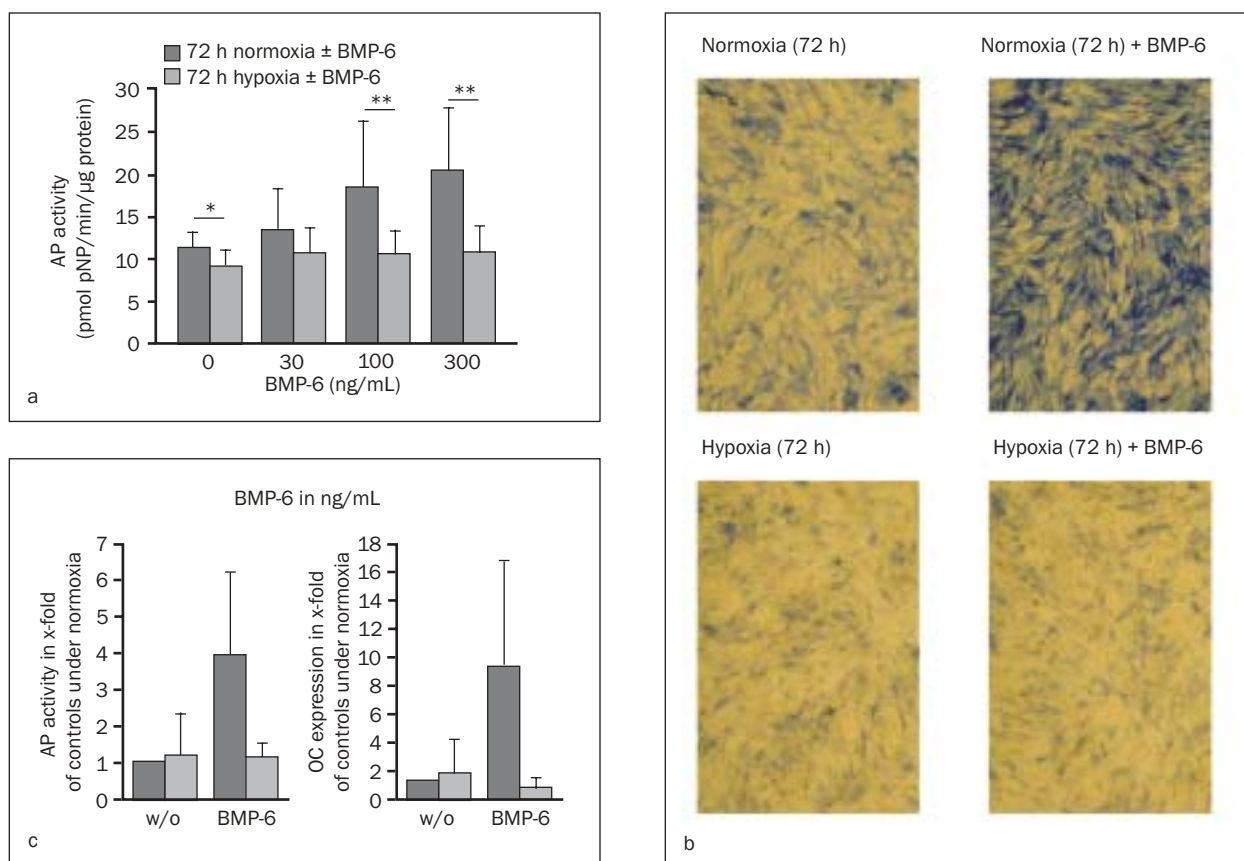 72 h normoxia ± BMP-6
72 h hypoxia ± BMP-6
AP activity
(pmol pNP/min/µg protein)
30
25
20
15
10
5
0
*
**
**
0 30 100 300
BMP-6 (ng/mL)
a
BMP-6 in ng/mL
AP activity in x-fold
of controls under normoxia
7
6
5
4
3
2
1
0
w/o BMP-6
OC expression in x-fold
of controls under normoxia
18
16
14
12
10
8
6
4
2
0
w/o BMP-6
c
Normoxia (72 h)
Normoxia (72 h) + BMP-6
Hypoxia (72 h)
Hypoxia (72 h) + BMP-6
b